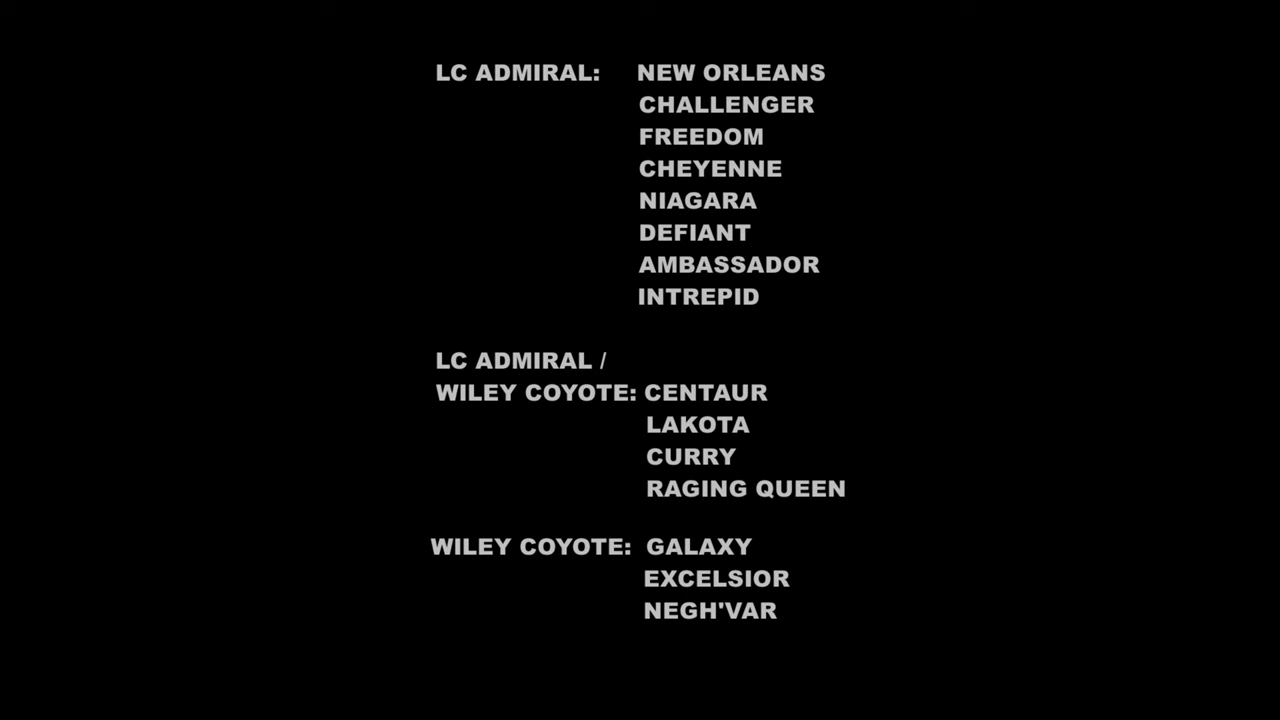 LC ADMIRAL: NEW ORLEANS
CHALLENGER
FREEDOM
CHEYENNE
NIAGARA
DEFIANT
AMBASSADOR
INTREPID
LC ADMIRAL /
WILEY COYOTE: CENTAUR
LAKOTA
CURRY
RAGING QUEEN
WILEY COYOTE: GALAXY
EXCELSIOR
NEGH'VAR